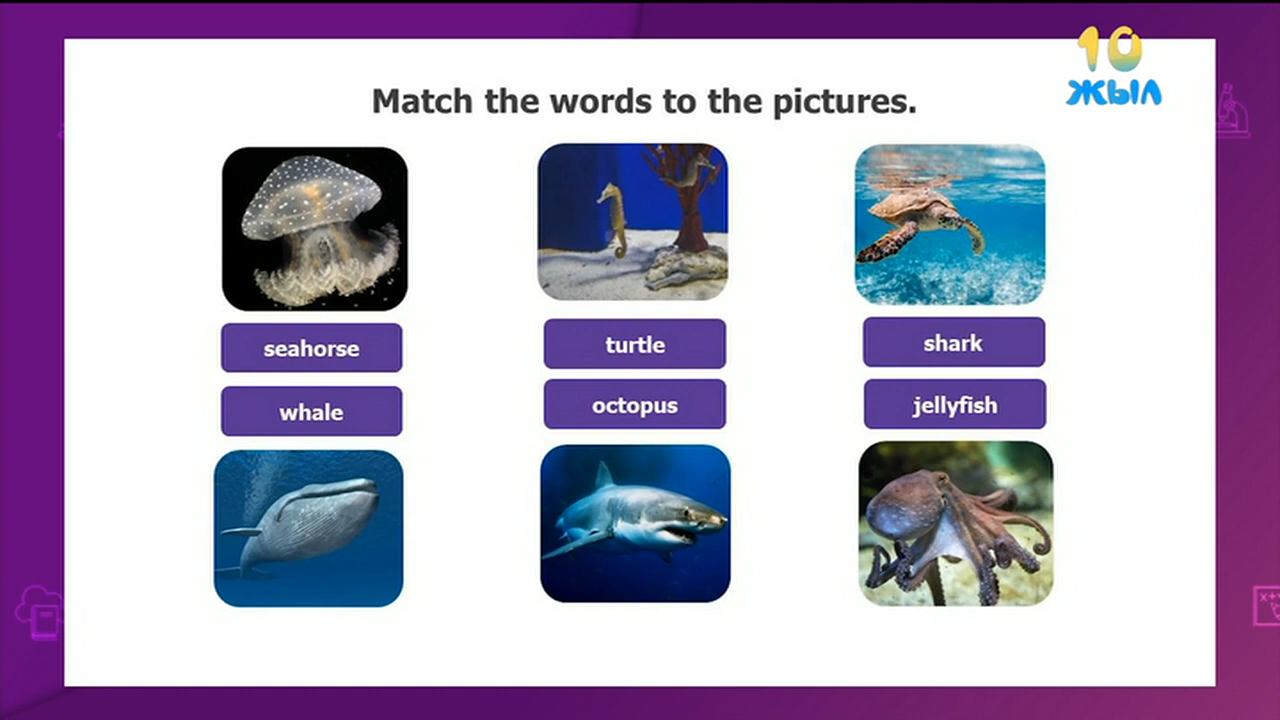 10
жыл
Match the words to the pictures.
seahorse
turtle
shark
whale
octopus
jellyfish